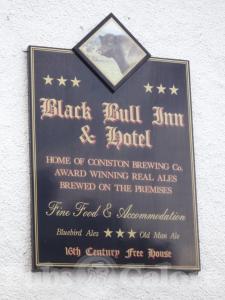 Black Bull Inn
& Hotel
HOME OF CONISTON BREWING Co.
AWARD WINNING REAL ALES
BREWED ON THE PREMISES
Fine Food & Accommodation
Bluebird Ales ★★★ Old Man Ale
16th Century Free House